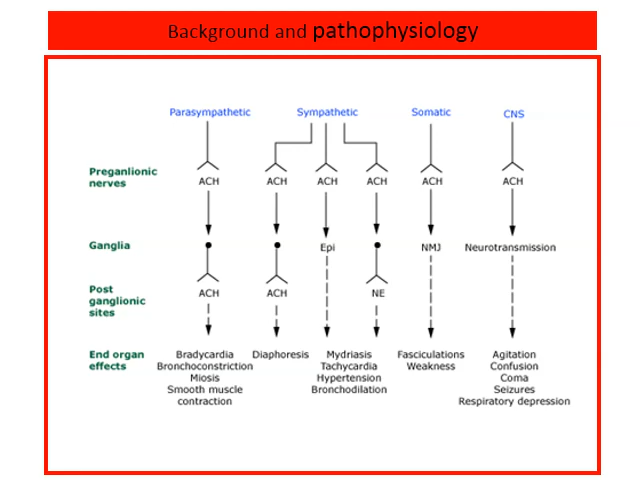 Background and pathophysiology
Parasympathetic Sympathetic Somatic CNS
Preganlionic
nerves
ACH ACH ACH ACH ACH ACH
Ganglia Epi NMJ Neurotransmission
Post
ganglionic
sites
ACH ACH NE
End organ
effects
Bradycardia
Bronchoconstriction
Miosis
Smooth muscle
contraction
Diaphoresis
Mydriasis
Tachycardia
Hypertension
Bronchodilation
Fasciculations
Weakness
Agitation
Confusion
Coma
Seizures
Respiratory depression